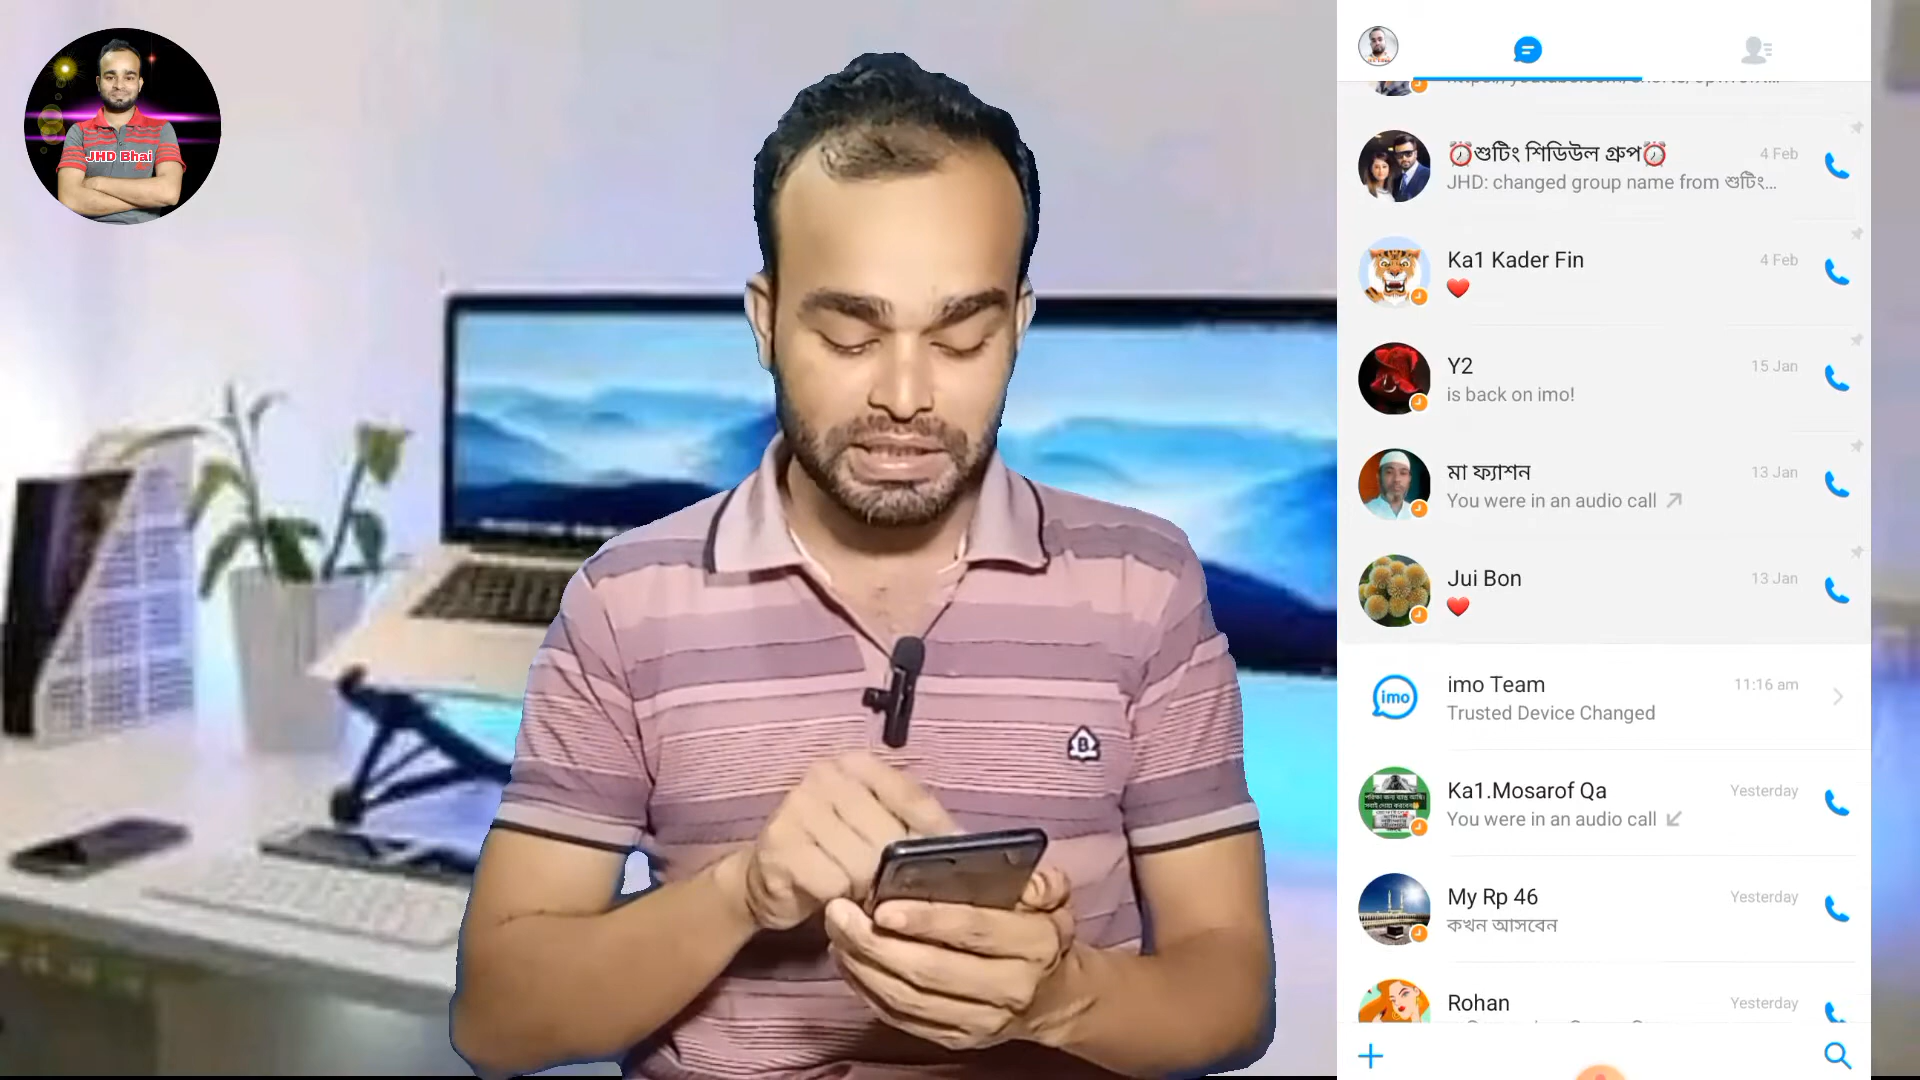 JHD Bhai
⏰শুটিং শিডিউল গ্রুপ⏰
4 Feb
JHD: changed group name from শুটিং...
Ka1 Kader Fin
4 Feb
❤️
Y2
15 Jan
is back on imo!
মা ফ্যাশন
13 Jan
You were in an audio call ↗
Jui Bon
13 Jan
❤️
imo
imo Team
11:16 am
Trusted Device Changed
Ka1.Mosarof Qa
Yesterday
You were in an audio call ↙
My Rp 46
Yesterday
কখন আসবেন
Rohan
Yesterday
B